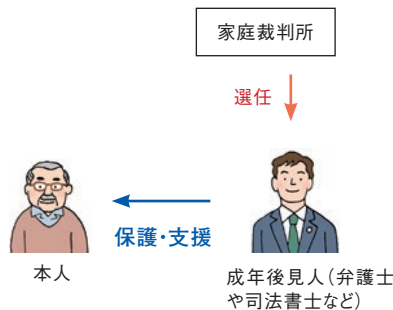 家庭裁判所
選任
保護・支援
本人
成年後見人(弁護士
や司法書士など)